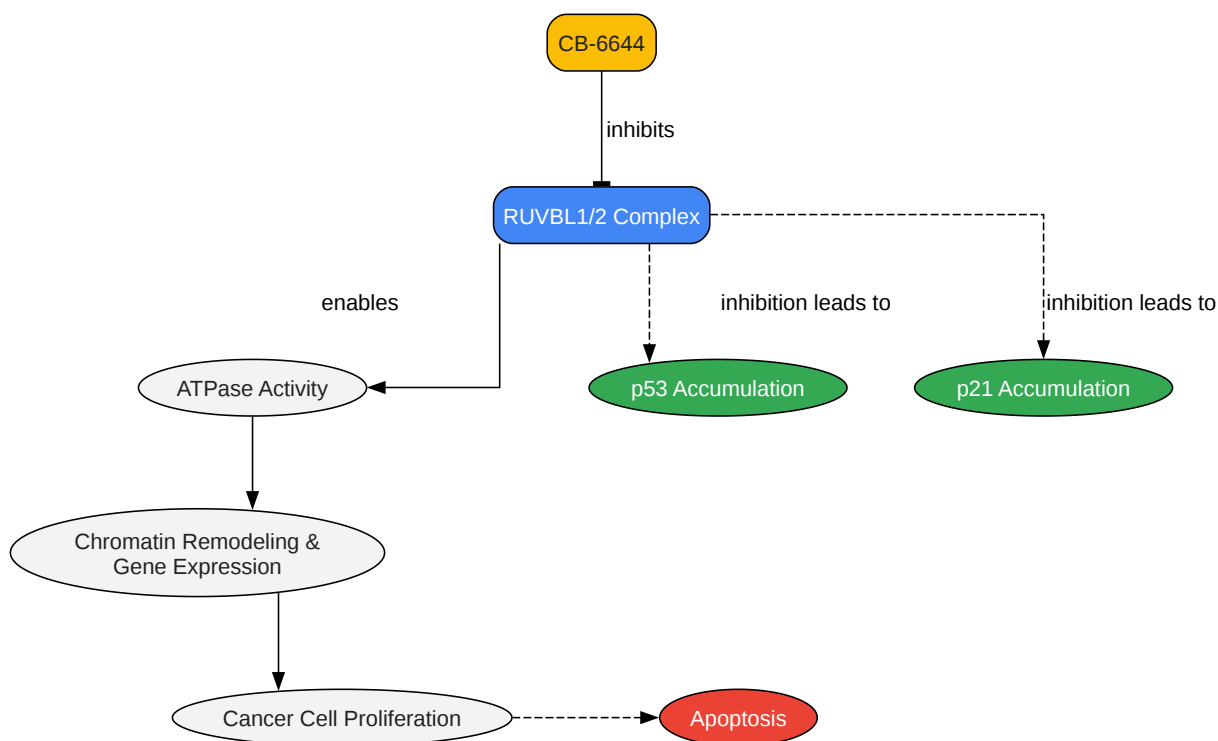 CB-6644
inhibits
RUVBL1/2 Complex
enables
inhibition leads to
inhibition leads to
ATPase Activity
p53 Accumulation
p21 Accumulation
Chromatin Remodeling &
Gene Expression
Cancer Cell Proliferation
Apoptosis